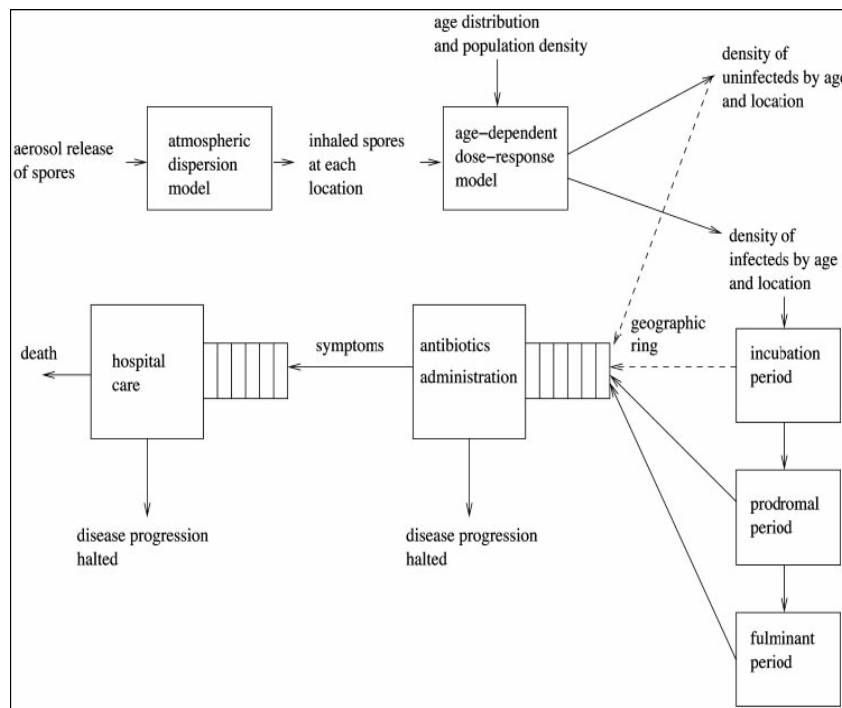 age distribution
and population density
density of
uninfecteds by age
and location
aerosol release
of spores
atmospheric
dispersion
model
inhaled spores
at each
location
age-dependent
dose-response
model
density of
infecteds by age
and location
death
hospital
care
symptoms
antibiotics
administration
geographic
ring
incubation
period
disease progression
halted
disease progression
halted
prodromal
period
fulminant
period